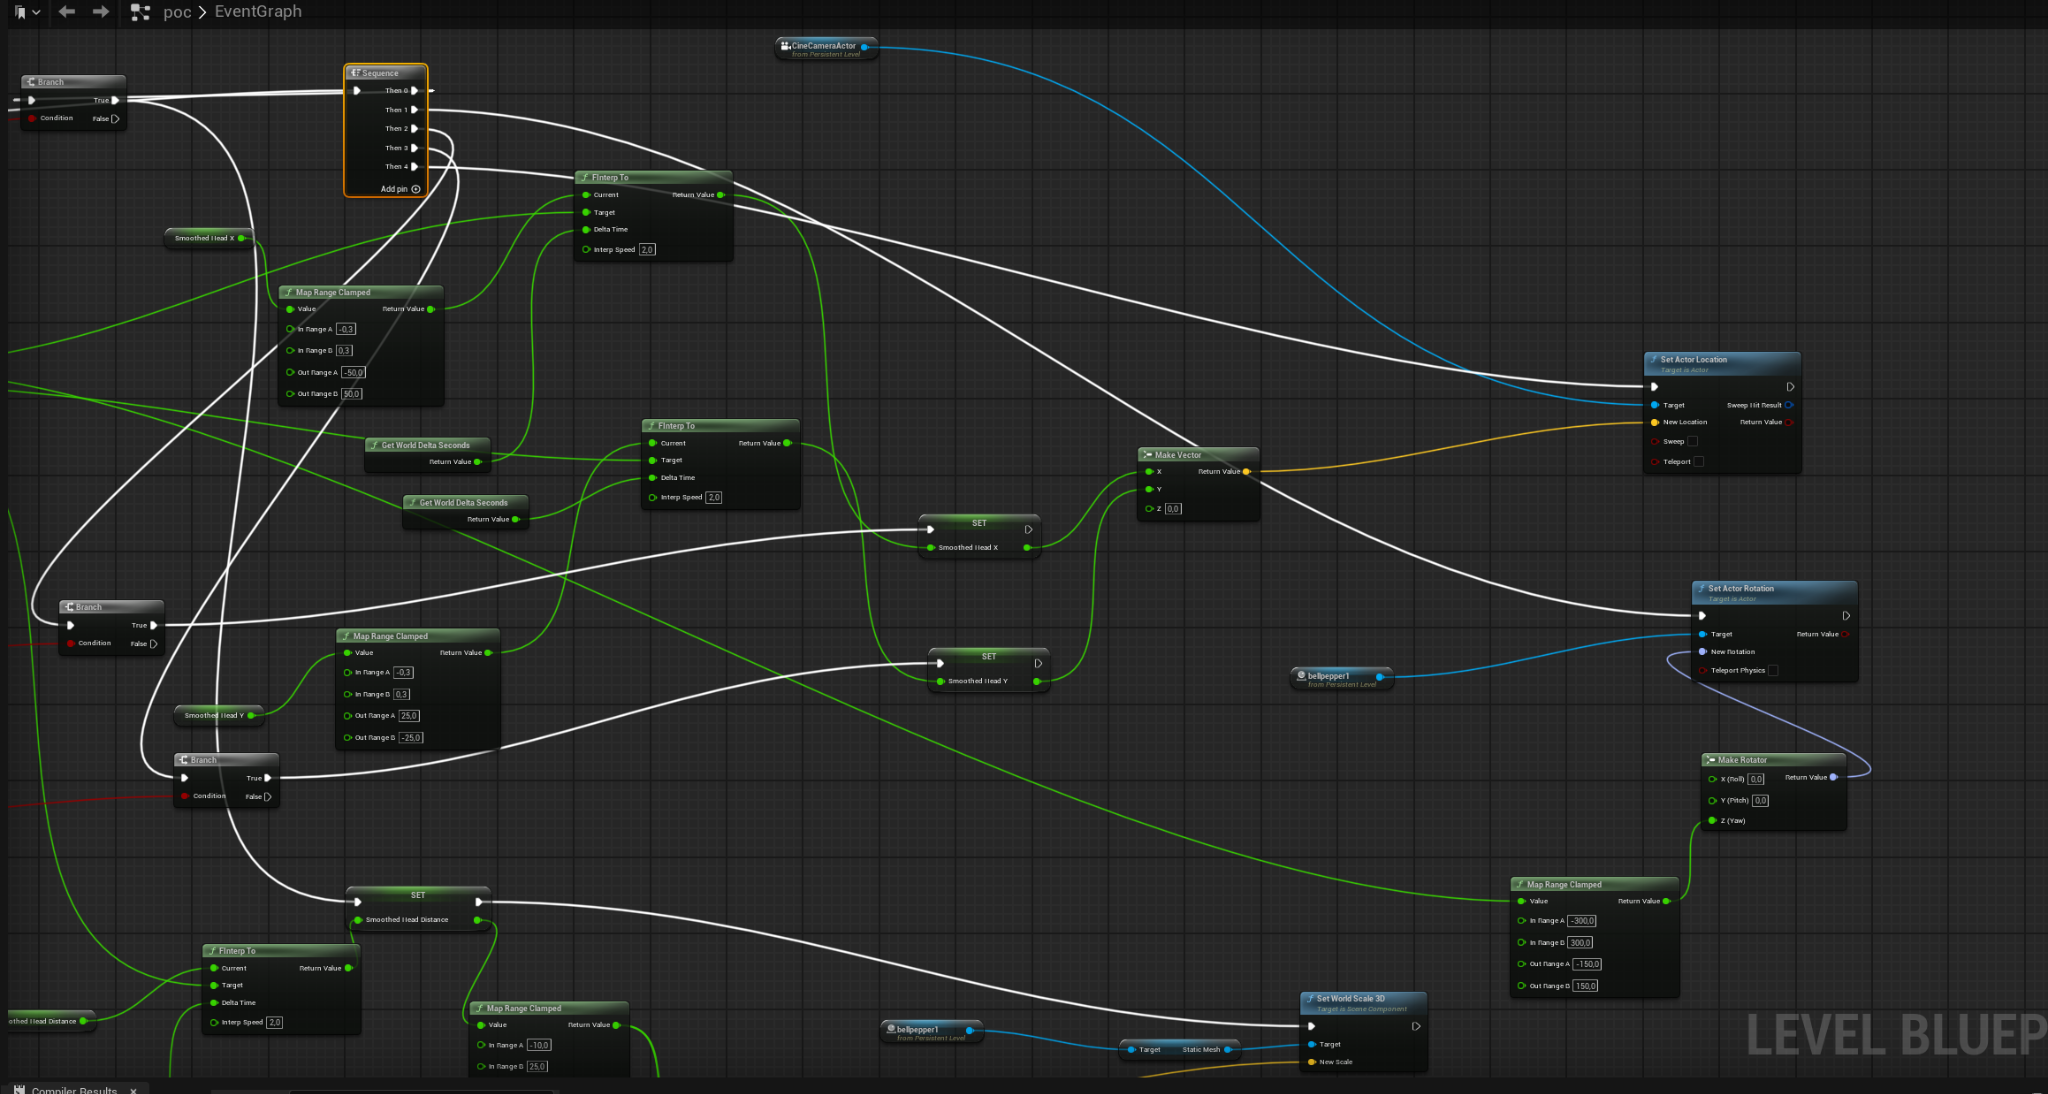 poc > EventGraph
CineCameraActor
from Persistent Level
Branch
True
Condition
False
Sequence
Then 0
Then 1
Then 2
Then 3
Then 4
Add pin
FInterp To
Current
Return Value
Target
Delta Time
Interp Speed 2,0
Smoothed Head X
Map Range Clamped
Value
Return Value
In Range A -0,3
In Range B 0,3
Out Range A -50,0
Out Range B 50,0
Set Actor Location
Target is Actor
Target
Sweep Hit Result
New Location
Return Value
Sweep
Teleport
FInterp To
Current
Return Value
Target
Delta Time
Interp Speed 2,0
Get World Delta Seconds
Return Value
Get World Delta Seconds
Return Value
Make Vector
X
Return Value
Y
Z 0,0
SET
Smoothed Head X
Set Actor Rotation
Target is Actor
Target
Return Value
New Rotation
Teleport Physics
Branch
True
Condition
False
Map Range Clamped
Value
Return Value
In Range A -0,3
In Range B 0,3
Out Range A 25,0
Out Range B -25,0
SET
Smoothed Head Y
bellpepper1
from Persistent Level
Smoothed Head Y
Branch
True
Condition
False
Make Rotator
X (Roll) 0,0
Return Value
Y (Pitch) 0,0
Z (Yaw)
SET
Smoothed Head Distance
Map Range Clamped
Value
Return Value
In Range A -300,0
In Range B 300,0
Out Range A -150,0
Out Range B 150,0
FInterp To
Current
Return Value
Target
Delta Time
Interp Speed 2,0
othed Head Distance
Map Range Clamped
Value
Return Value
In Range A -10,0
In Range B 25,0
bellpepper1
from Persistent Level
Target
Static Mesh
Set World Scale 3D
Target is Scene Component
Target
New Scale
LEVEL BLUEP
Compiler Results ×